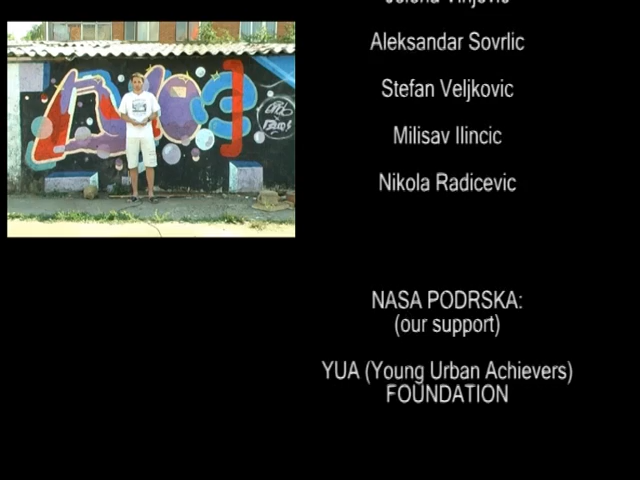 Aleksandar Sovrlic
Stefan Veljkovic
Milisav Ilincic
Nikola Radicevic
NASA PODRSKA:
(our support)
YUA (Young Urban Achievers)
FOUNDATION